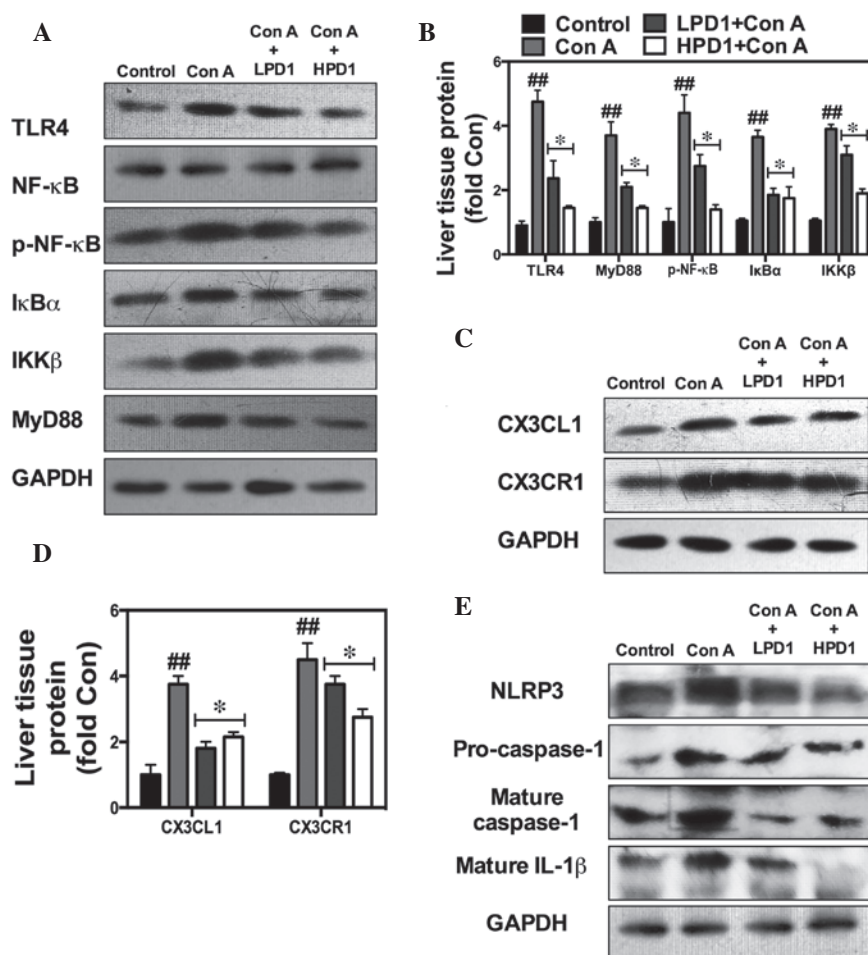 A
Control Con A Con A + LPD1 Con A + HPD1
TLR4
NF-κB
p-NF-κB
IκBα
IKKβ
MyD88
GAPDH
B
Control LPD1+Con A
Con A HPD1+Con A
Liver tissue protein
(fold Con)
6
4
2
0
## ## ## ## ##
* * * * *
TLR4 MyD88 p-NF-κB IκBα IKKβ
C
Control Con A Con A + LPD1 Con A + HPD1
CX3CL1
CX3CR1
GAPDH
D
Liver tissue
protein
(fold Con)
6
4
2
0
## ##
* *
CX3CL1 CX3CR1
E
Control Con A Con A + LPD1 Con A + HPD1
NLRP3
Pro-caspase-1
Mature
caspase-1
Mature IL-1β
GAPDH